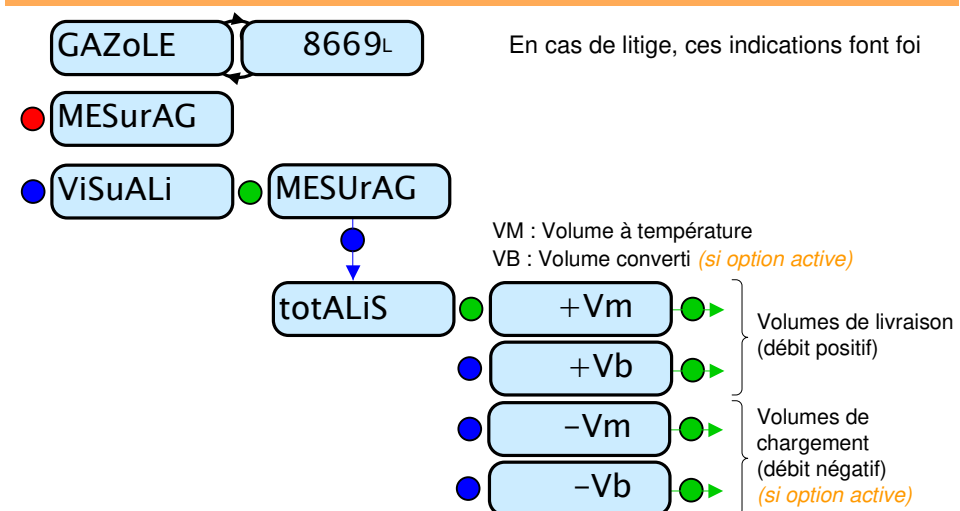 GAZoLE
8669L
En cas de litige, ces indications font foi
MESurAG
ViSuALi
MESUrAG
VM : Volume à température
VB : Volume converti (si option active)
totALiS
+Vm
+Vb
Volumes de livraison
(débit positif)
−Vm
−Vb
Volumes de
chargement
(débit négatif)
(si option active)